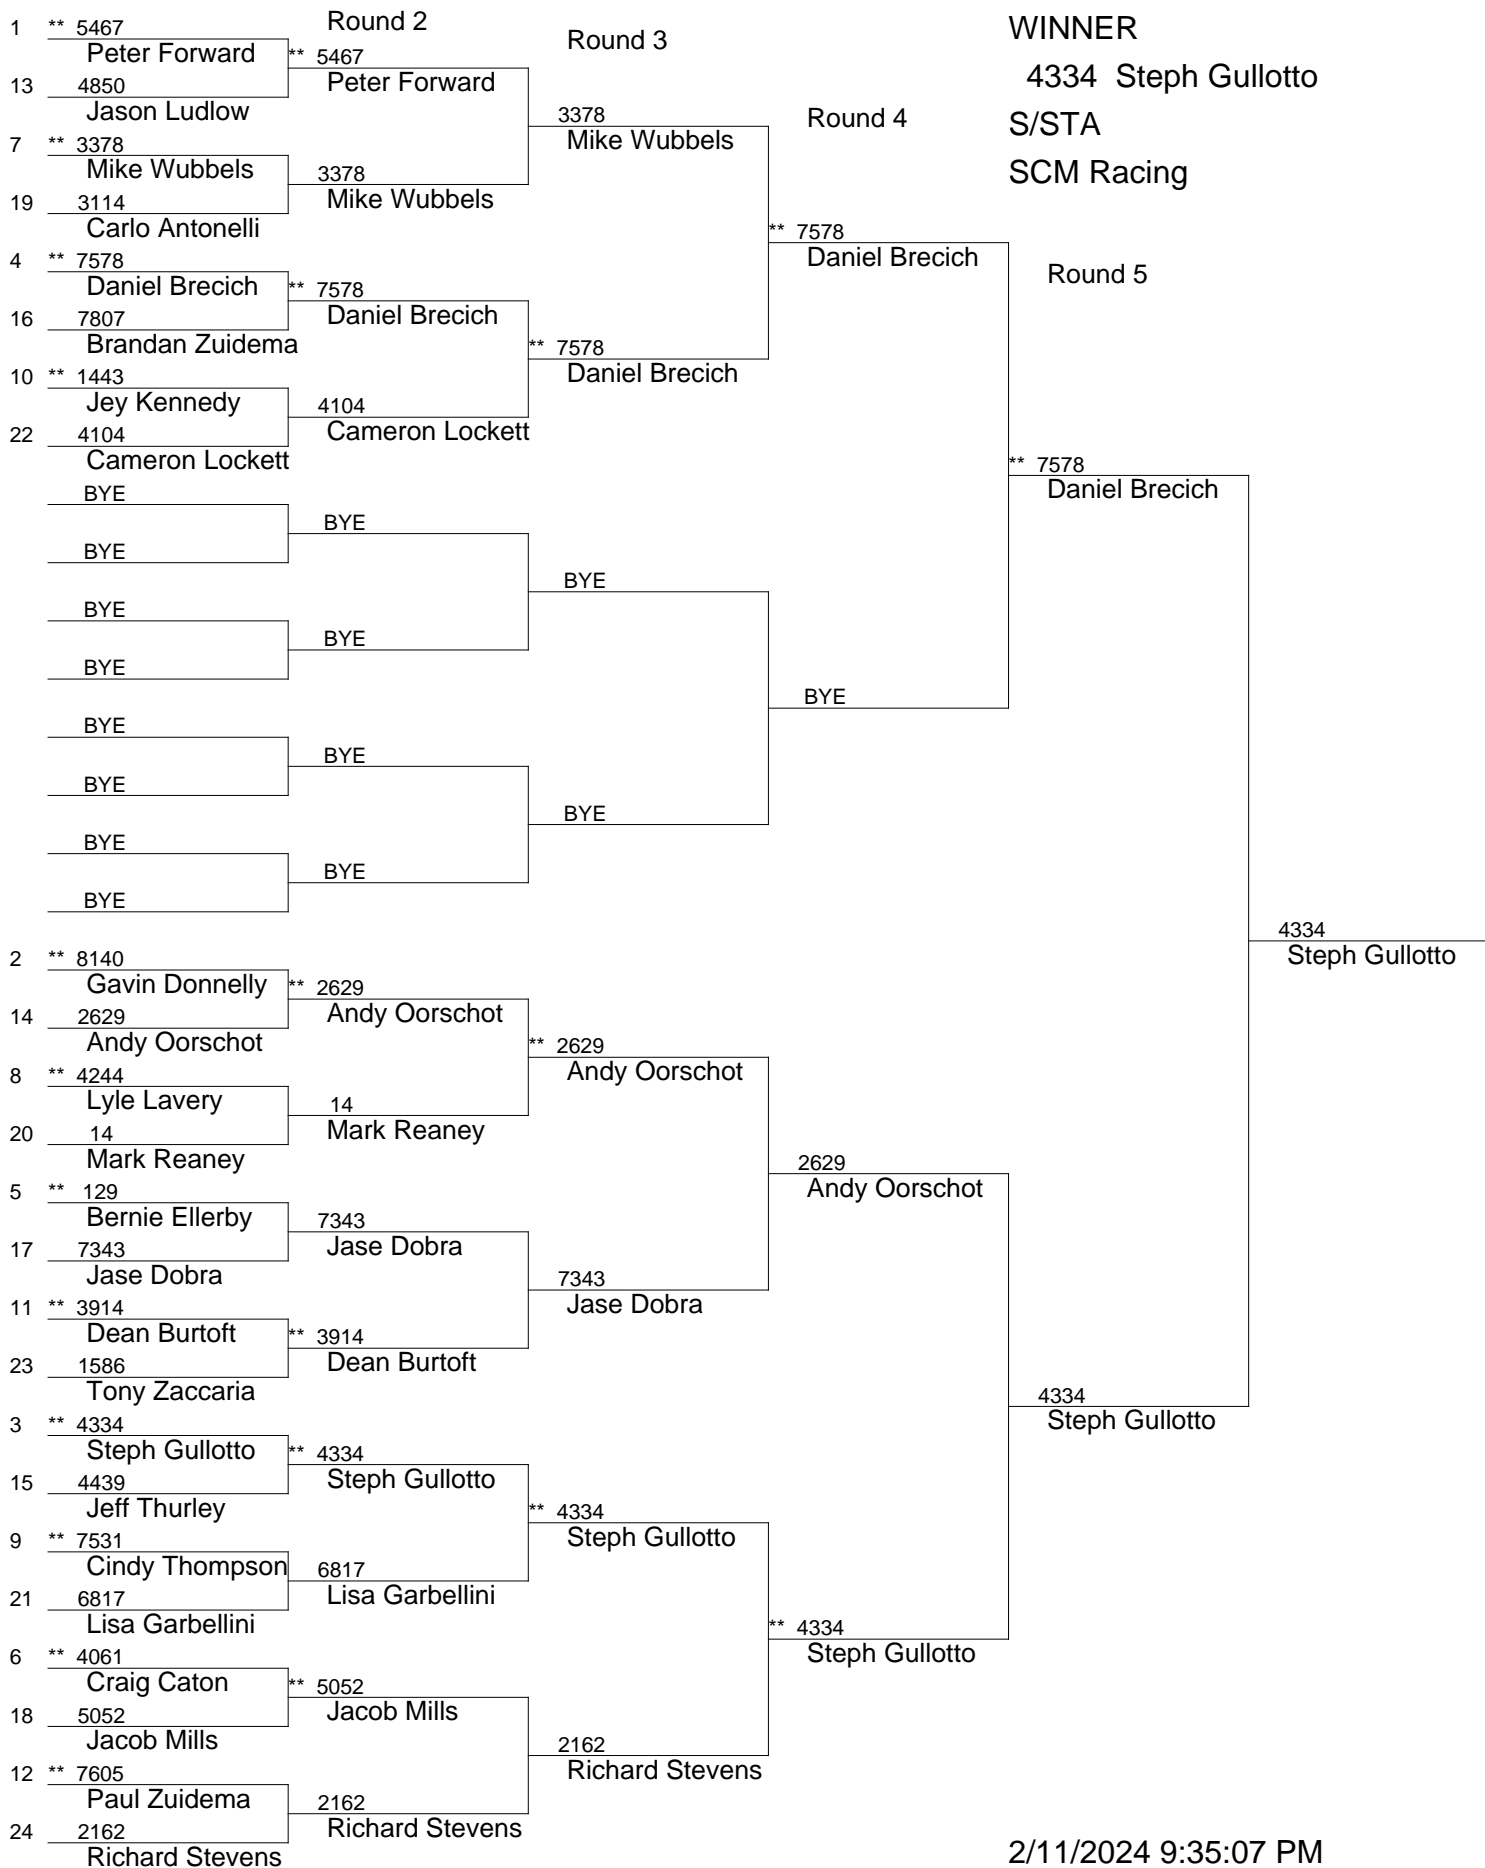 1 ** 5467
Peter Forward
13 4850
Jason Ludlow
7 ** 3378
Mike Wubbels
19 3114
Carlo Antonelli
4 ** 7578
Daniel Brecich
16 7807
Brandan Zuidema
10 ** 1443
Jey Kennedy
22 4104
Cameron Lockett
BYE
BYE
BYE
BYE
BYE
BYE
BYE
BYE
2 ** 8140
Gavin Donnelly
14 2629
Andy Oorschot
8 ** 4244
Lyle Lavery
20 14
Mark Reaney
5 ** 129
Bernie Ellerby
17 7343
Jase Dobra
11 ** 3914
Dean Burtoft
23 1586
Tony Zaccaria
3 ** 4334
Steph Gullotto
15 4439
Jeff Thurley
9 ** 7531
Cindy Thompson
21 6817
Lisa Garbellini
6 ** 4061
Craig Caton
18 5052
Jacob Mills
12 ** 7605
Paul Zuidema
24 2162
Richard Stevens
Round 2
** 5467
Peter Forward
3378
Mike Wubbels
** 7578
Daniel Brecich
4104
Cameron Lockett
BYE
BYE
BYE
BYE
** 2629
Andy Oorschot
14
Mark Reaney
7343
Jase Dobra
** 3914
Dean Burtoft
** 4334
Steph Gullotto
6817
Lisa Garbellini
** 5052
Jacob Mills
2162
Richard Stevens
Round 3
3378
Mike Wubbels
** 7578
Daniel Brecich
BYE
BYE
** 2629
Andy Oorschot
7343
Jase Dobra
** 4334
Steph Gullotto
2162
Richard Stevens
Round 4
** 7578
Daniel Brecich
BYE
2629
Andy Oorschot
** 4334
Steph Gullotto
WINNER
4334 Steph Gullotto
S/STA
SCM Racing
Round 5
** 7578
Daniel Brecich
4334
Steph Gullotto
4334
Steph Gullotto
2/11/2024 9:35:07 PM